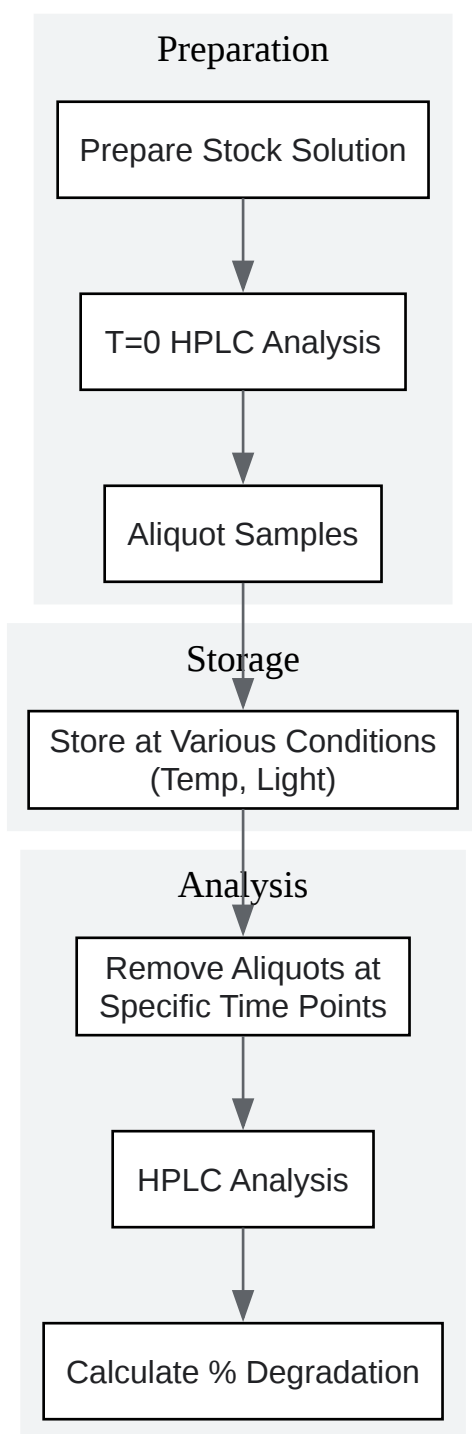 Preparation
Prepare Stock Solution
T=0 HPLC Analysis
Aliquot Samples
Storage
Store at Various Conditions
(Temp, Light)
Analysis
Remove Aliquots at
Specific Time Points
HPLC Analysis
Calculate % Degradation